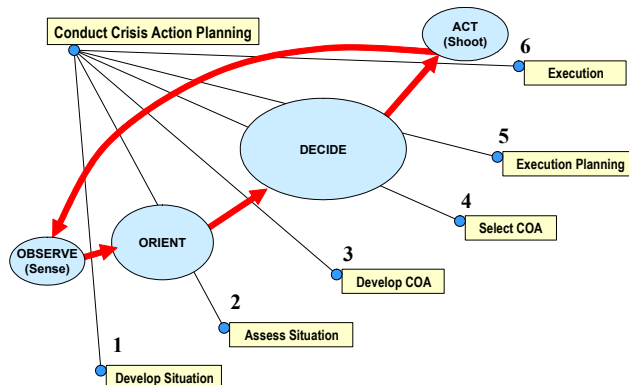 ACT
(Shoot)
Conduct Crisis Action Planning
6
Execution
DECIDE
5
Execution Planning
4
Select COA
OBSERVE
(Sense)
ORIENT
3
Develop COA
2
Assess Situation
1
Develop Situation